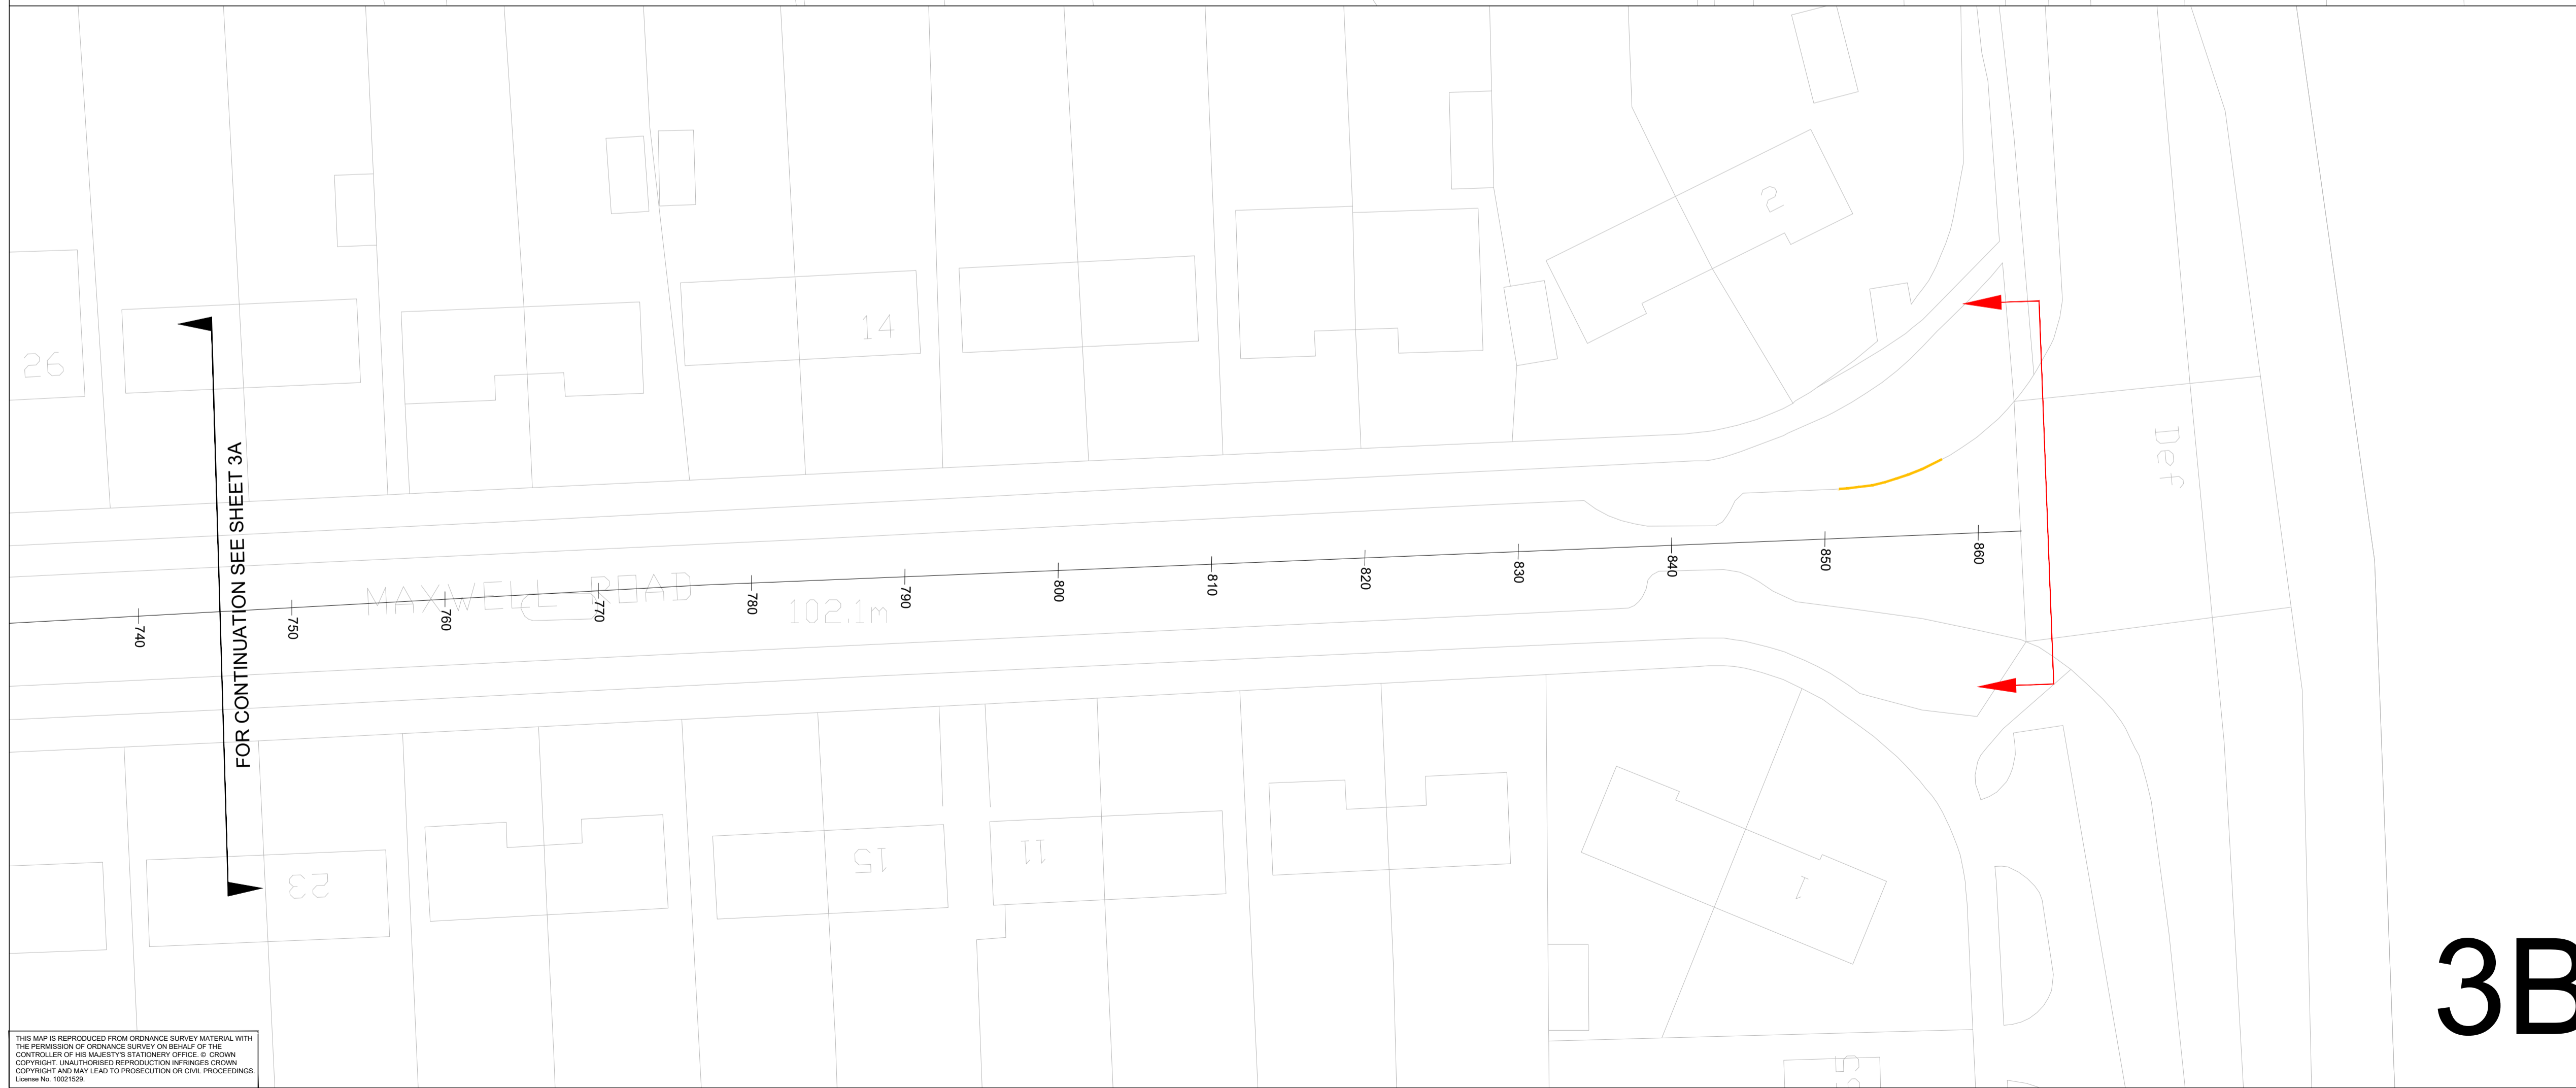 2
14
26
FOR CONTINUATION SEE SHEET 3A
Def
MAXWELL ROAD
102.1m
740
750
760
770
780
790
800
810
820
830
840
850
860
23
15
11
1
5
3B
THIS MAP IS REPRODUCED FROM ORDNANCE SURVEY MATERIAL WITH
THE PERMISSION OF ORDNANCE SURVEY ON BEHALF OF THE
CONTROLLER OF HIS MAJESTY'S STATIONERY OFFICE. © CROWN
COPYRIGHT. UNAUTHORISED REPRODUCTION INFRINGES CROWN
COPYRIGHT AND MAY LEAD TO PROSECUTION OR CIVIL PROCEEDINGS.
License No. 10021529.